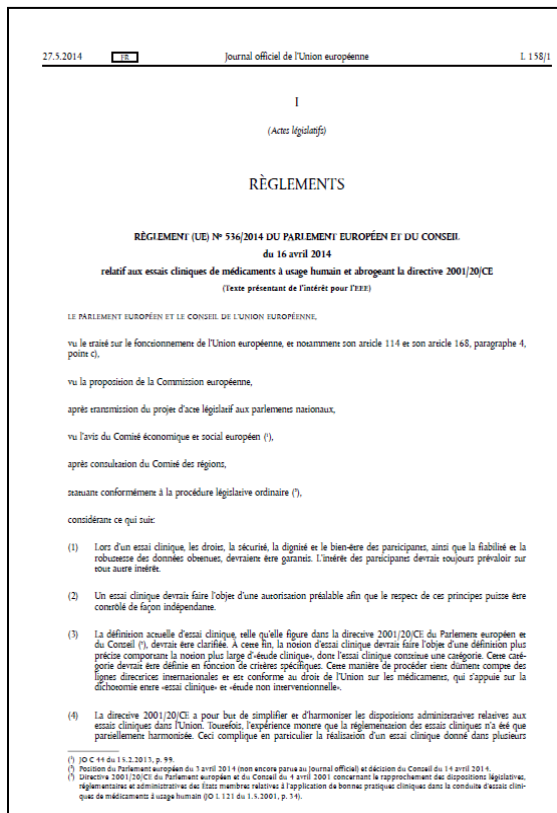 27.5.2014 FR Journal officiel de l'Union européenne L 158/1
I
(Actes législatifs)
RÈGLEMENTS
RÈGLEMENT (UE) Nº 536/2014 DU PARLEMENT EUROPÉEN ET DU CONSEIL
du 16 avril 2014
relatif aux essais cliniques de médicaments à usage humain et abrogeant la directive 2001/20/CE
(Texte présentant de l'intérêt pour l'EEE)
LE PARLEMENT EUROPÉEN ET LE CONSEIL DE L'UNION EUROPÉENNE,
vu le traité sur le fonctionnement de l'Union européenne, et notamment son article 114 et son article 168, paragraphe 4,
point c),
vu la proposition de la Commission européenne,
après transmission du projet d'acte législatif aux parlements nationaux,
vu l'avis du Comité économique et social européen (¹),
après consultation du Comité des régions,
statuant conformément à la procédure législative ordinaire (²),
considérant ce qui suit:
(1) Lors d'un essai clinique, les droits, la sécurité, la dignité et le bien-être des participants, ainsi que la fiabilité et la
robustesse des données obtenues, devraient être garantis. L'intérêt des participants devrait toujours prévaloir sur
tout autre intérêt.
(2) Un essai clinique devrait faire l'objet d'une autorisation préalable afin que le respect de ces principes puisse être
contrôlé de façon indépendante.
(3) La définition actuelle d'essai clinique, telle qu'elle figure dans la directive 2001/20/CE du Parlement européen et
du Conseil (³), devrait être clarifiée. À cette fin, la notion d'essai clinique devrait faire l'objet d'une définition plus
précise comportant la notion plus large d'«étude clinique», dont l'essai clinique constitue une catégorie. Cette caté-
gorie devrait être définie en fonction de critères spécifiques. Cette manière de procéder tient dûment compte des
lignes directrices internationales et est conforme au droit de l'Union sur les médicaments, qui s'appuie sur la
dichotomie entre «essai clinique» et «étude non interventionnelle».
(4) La directive 2001/20/CE a pour but de simplifier et d'harmoniser les dispositions administratives relatives aux
essais cliniques dans l'Union. Toutefois, l'expérience montre que la réglementation des essais cliniques n'a été que
partiellement harmonisée. Ceci complique en particulier la réalisation d'un essai clinique donné dans plusieurs
(¹) JO C 44 du 15.2.2013, p. 99.
(²) Position du Parlement européen du 3 avril 2014 (non encore parue au Journal officiel) et décision du Conseil du 14 avril 2014.
(³) Directive 2001/20/CE du Parlement européen et du Conseil du 4 avril 2001 concernant le rapprochement des dispositions législatives,
réglementaires et administratives des États membres relatives à l'application de bonnes pratiques cliniques dans la conduite d'essais clini-
ques de médicaments à usage humain (JO L 121 du 1.5.2001, p. 34).